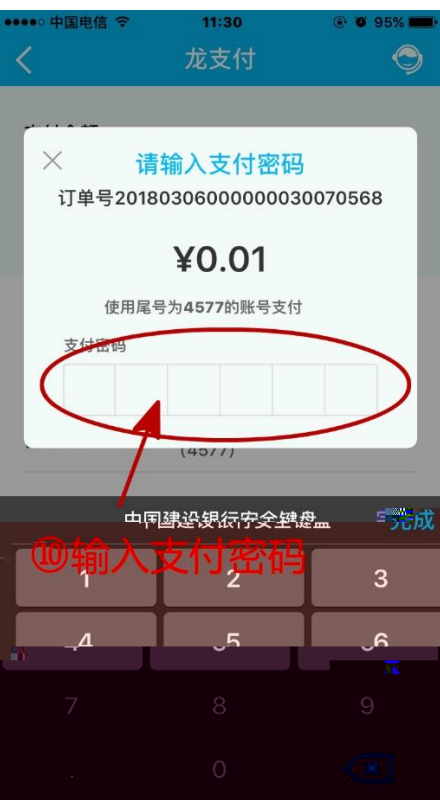 中国电信
11:30
95%
龙支付
请输入支付密码
订单号20180306000000030070568
¥0.01
使用尾号为4577的账号支付
支付密码
(4577)
中国建设银行安全键盘
完成
⑩输入支付密码
1 2 3
4 5 6
7 8 9
. 0